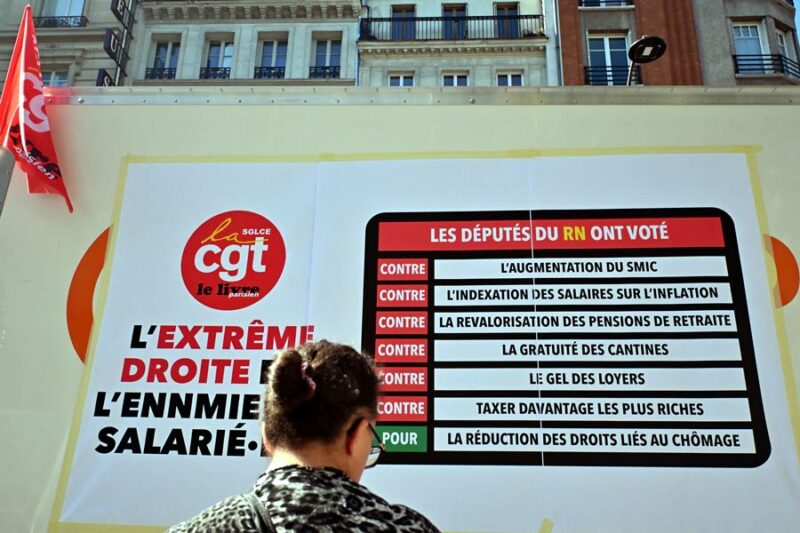 parisien
SGLCE
la
cgt
le livre
parisien
L'EXTRÊME
DROITE
L'ENNMIE
SALARIÉ·
LES DÉPUTÉS DU RN ONT VOTÉ
CONTRE L'AUGMENTATION DU SMIC
CONTRE L'INDEXATION DES SALAIRES SUR L'INFLATION
CONTRE LA REVALORISATION DES PENSIONS DE RETRAITE
CONTRE LA GRATUITÉ DES CANTINES
CONTRE LE GEL DES LOYERS
CONTRE TAXER DAVANTAGE LES PLUS RICHES
POUR LA RÉDUCTION DES DROITS LIÉS AU CHÔMAGE